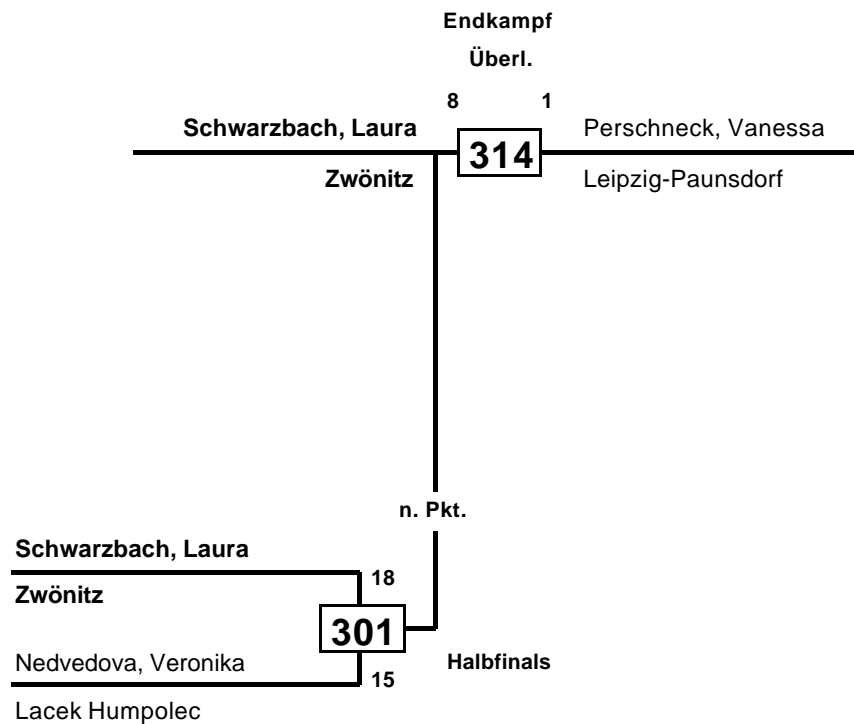 Endkampf
Überl.
8 1
Schwarzbach, Laura 314 Perschneck, Vanessa
Zwönitz Leipzig-Paunsdorf
n. Pkt.
Schwarzbach, Laura
18
Zwönitz
301
Nedvedova, Veronika Halbfinals
15
Lacek Humpolec